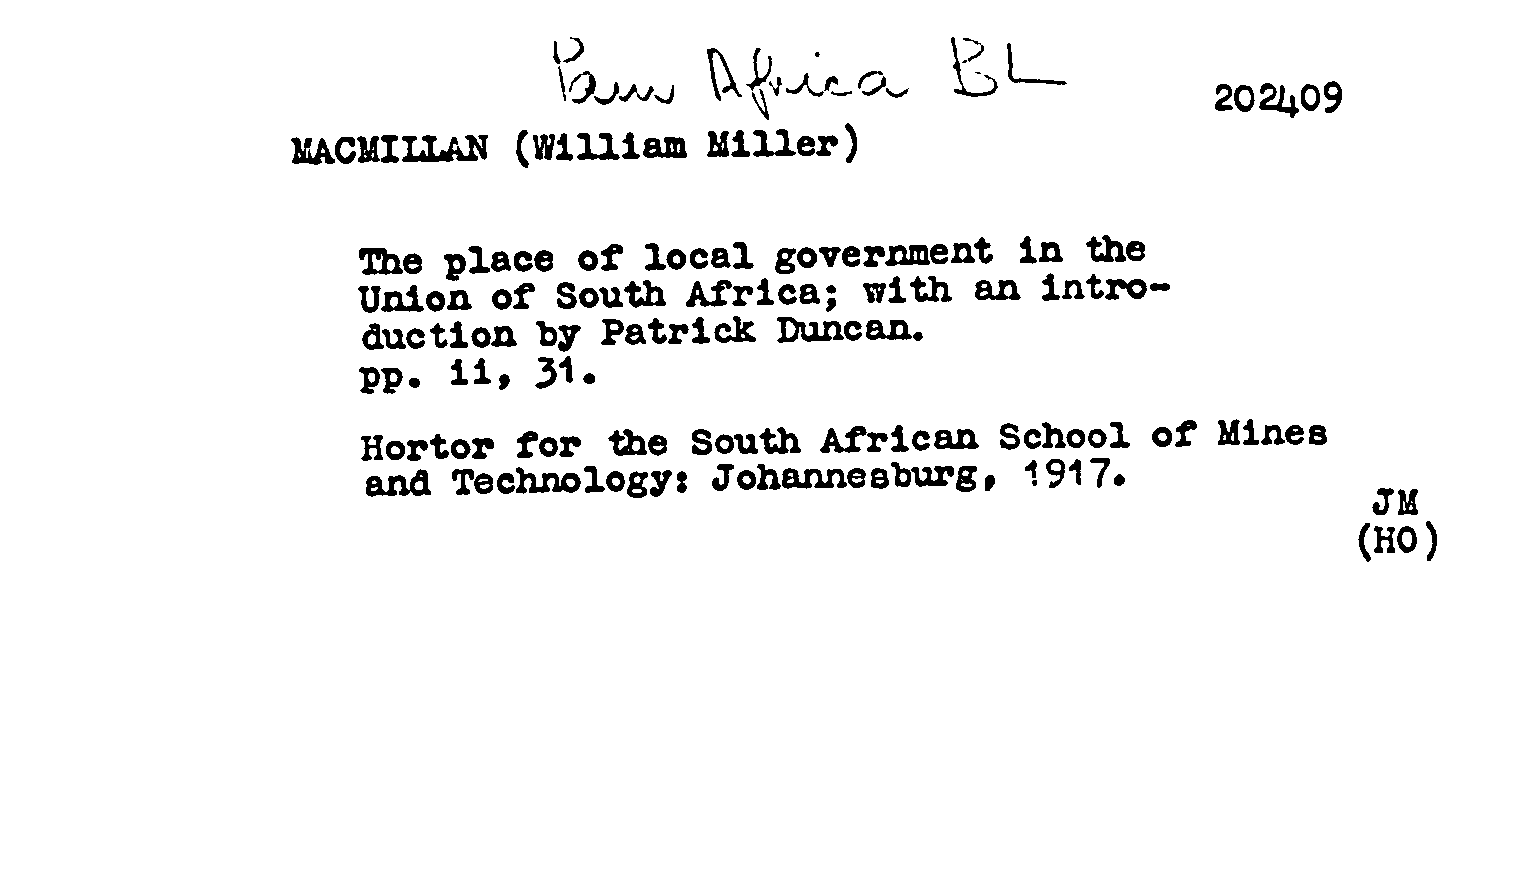 Pam Africa BL
202409
MACMILLAN (William Miller)
The place of local government in the
Union of South Africa; with an intro-
duction by Patrick Duncan.
pp. ii, 31.
Hortor for the South African School of Mines
and Technology: Johannesburg, 1917.
JM
(HO)